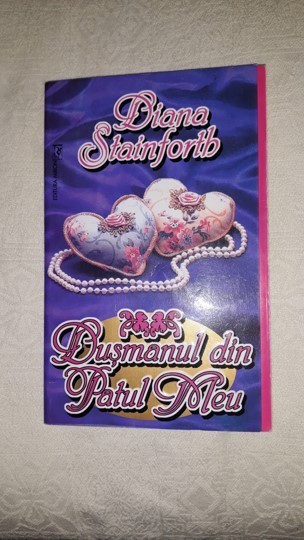 Diana
Stainforth
Dușmanul din
Patul Meu